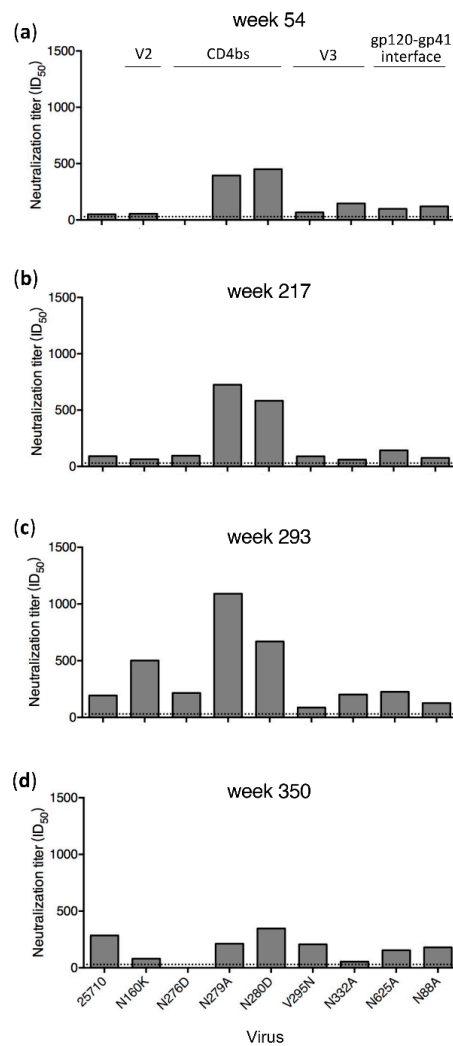 (a)
week 54
V2
CD4bs
V3
gp120-gp41
interface
Neutralization titer (ID50)
1500
1000
500
0
(b)
week 217
Neutralization titer (ID50)
1500
1000
500
0
(c)
week 293
Neutralization titer (ID50)
1500
1000
500
0
(d)
week 350
Neutralization titer (ID50)
1500
1000
500
0
25710
N160K
N276D
N279A
N280D
V295N
N332A
N625A
N88A
Virus